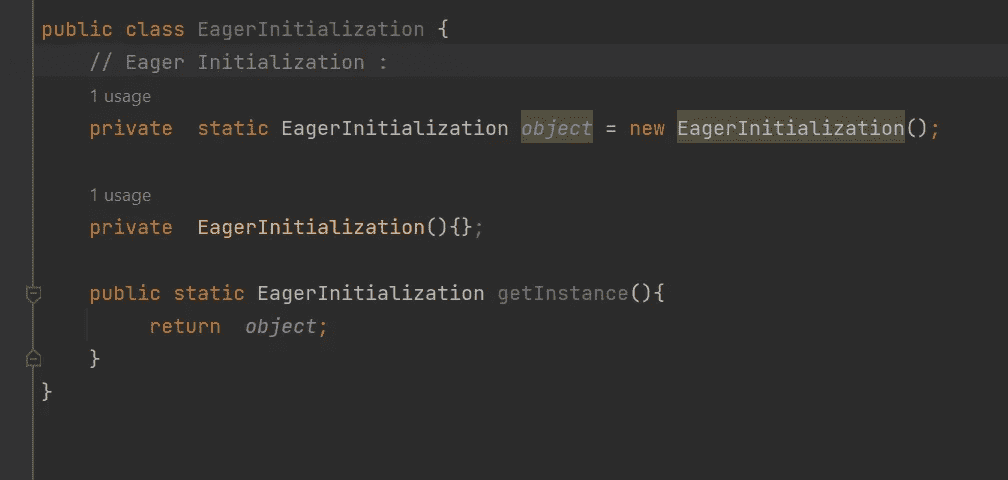 public class EagerInitialization {
// Eager Initialization :
1 usage
private  static EagerInitialization object = new EagerInitialization();
1 usage
private  EagerInitialization(){};
public static EagerInitialization getInstance(){
return  object;
}
}